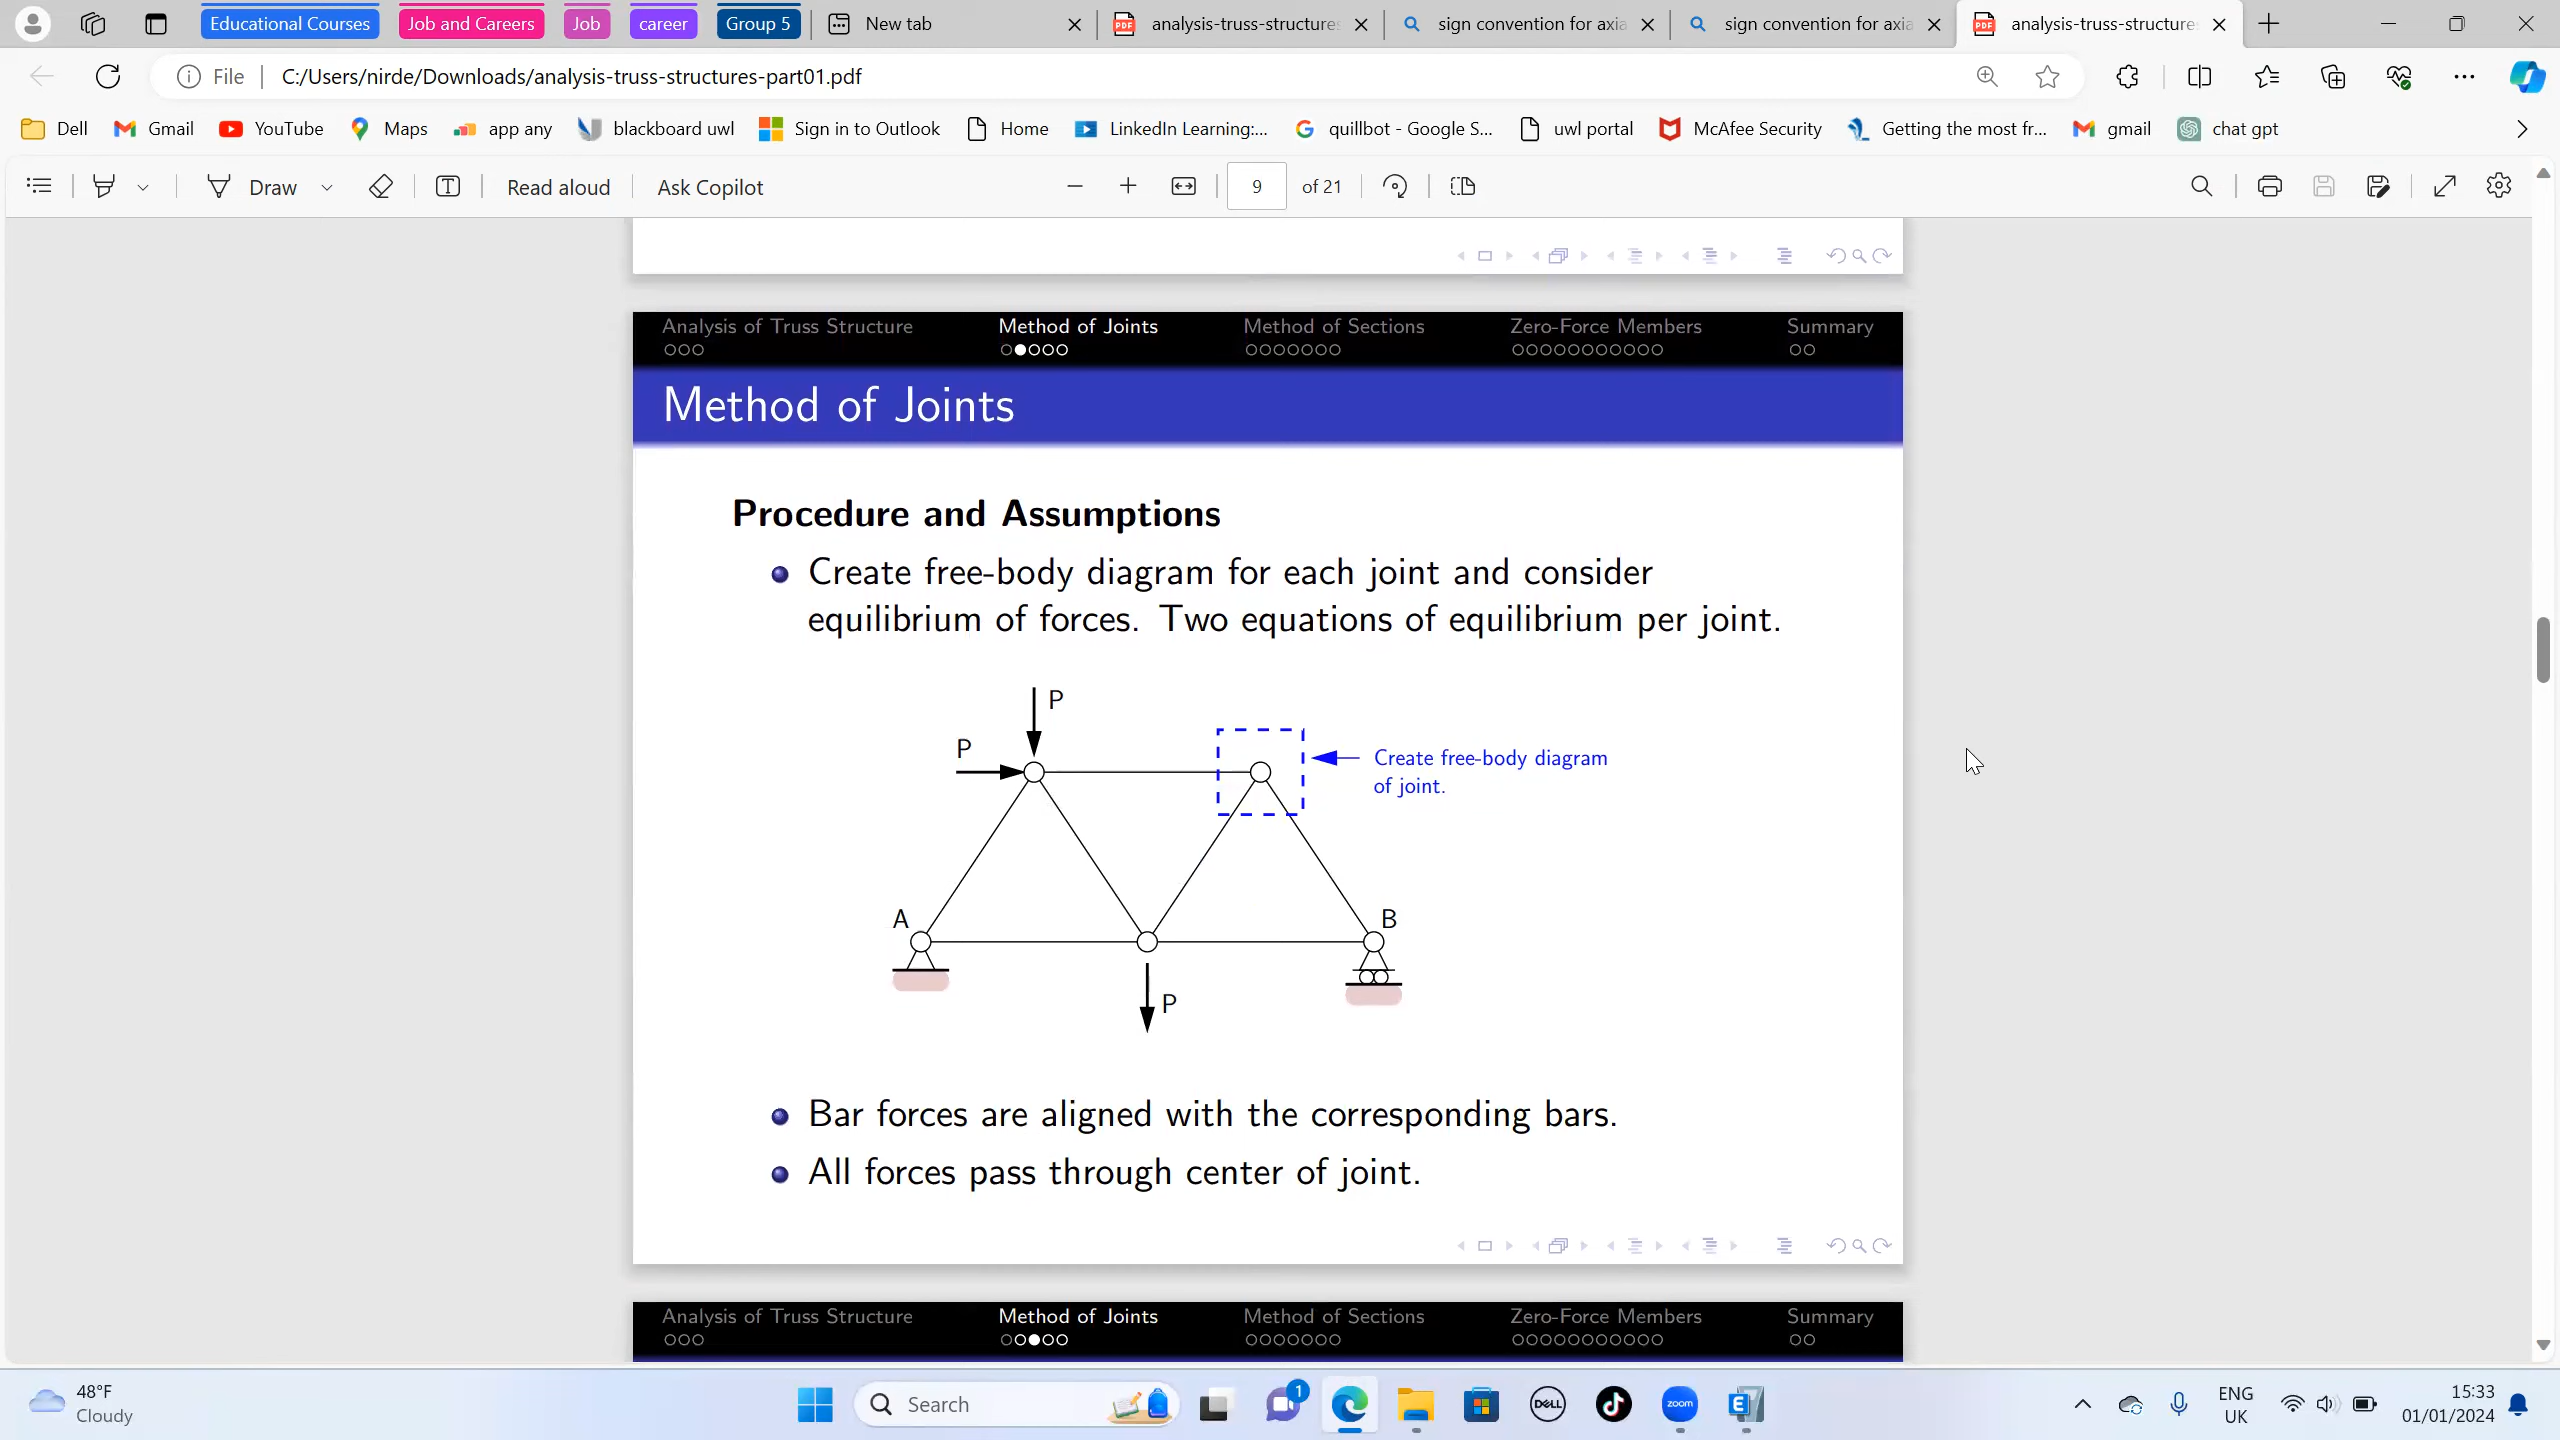 Educational Courses
Job and Careers
Job
career
Group 5
New tab
analysis-truss-structures
sign convention for axia
sign convention for axia
analysis-truss-structures
File
C:/Users/nirde/Downloads/analysis-truss-structures-part01.pdf
Dell
Gmail
YouTube
Maps
app any
blackboard uwl
Sign in to Outlook
Home
LinkedIn Learning:...
quillbot - Google S...
uwl portal
McAfee Security
Getting the most fr...
gmail
chat gpt
Draw
Read aloud
Ask Copilot
9
of 21
Analysis of Truss Structure
Method of Joints
Method of Sections
Zero-Force Members
Summary
Method of Joints
Procedure and Assumptions
Create free-body diagram for each joint and consider
equilibrium of forces. Two equations of equilibrium per joint.
P
P
Create free-body diagram
of joint.
A
B
P
Bar forces are aligned with the corresponding bars.
All forces pass through center of joint.
Analysis of Truss Structure
Method of Joints
Method of Sections
Zero-Force Members
Summary
48°F
Cloudy
Search
1
DELL
zoom
E
ENG
UK
15:33
01/01/2024